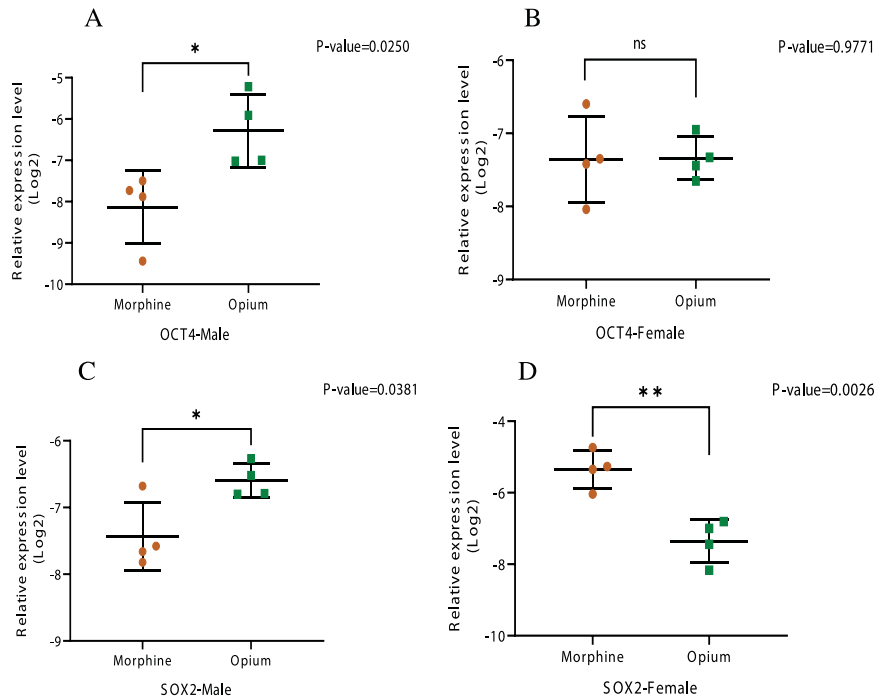 A
P-value=0.0250
*
Relative expression level
(Log2)
-5
-6
-7
-8
-9
-10
Morphine
Opium
OCT4-Male
B
P-value=0.9771
ns
Relative expression level
(Log2)
-6
-7
-8
-9
Morphine
Opium
OCT4-Female
C
P-value=0.0381
*
Relative expression level
(Log2)
-6
-7
-8
-9
Morphine
Opium
SOX2-Male
D
P-value=0.0026
**
Relative expression level
(Log2)
-4
-6
-8
-10
Morphine
Opium
SOX2-Female